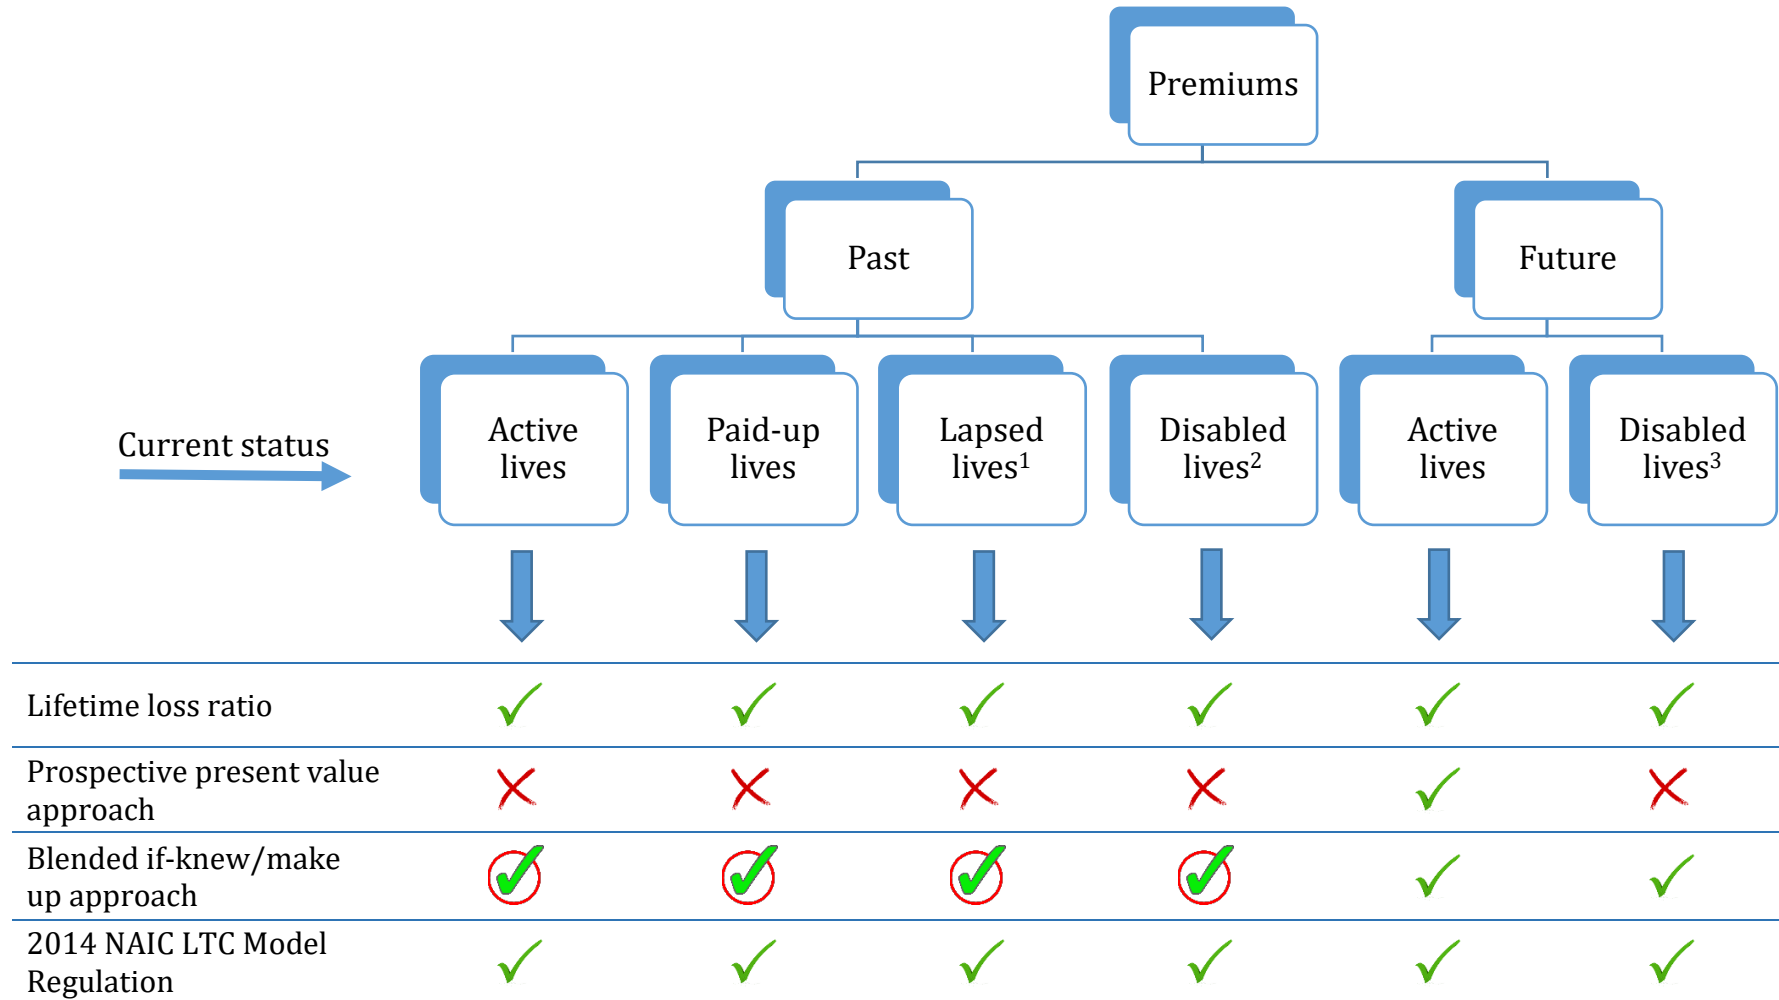 Premiums
Past
Future
Current status
Active
lives
Paid-up
lives
Lapsed
lives¹
Disabled
lives²
Active
lives
Disabled
lives³
Lifetime loss ratio
Prospective present value
approach
Blended if-knew/make
up approach
2014 NAIC LTC Model
Regulation